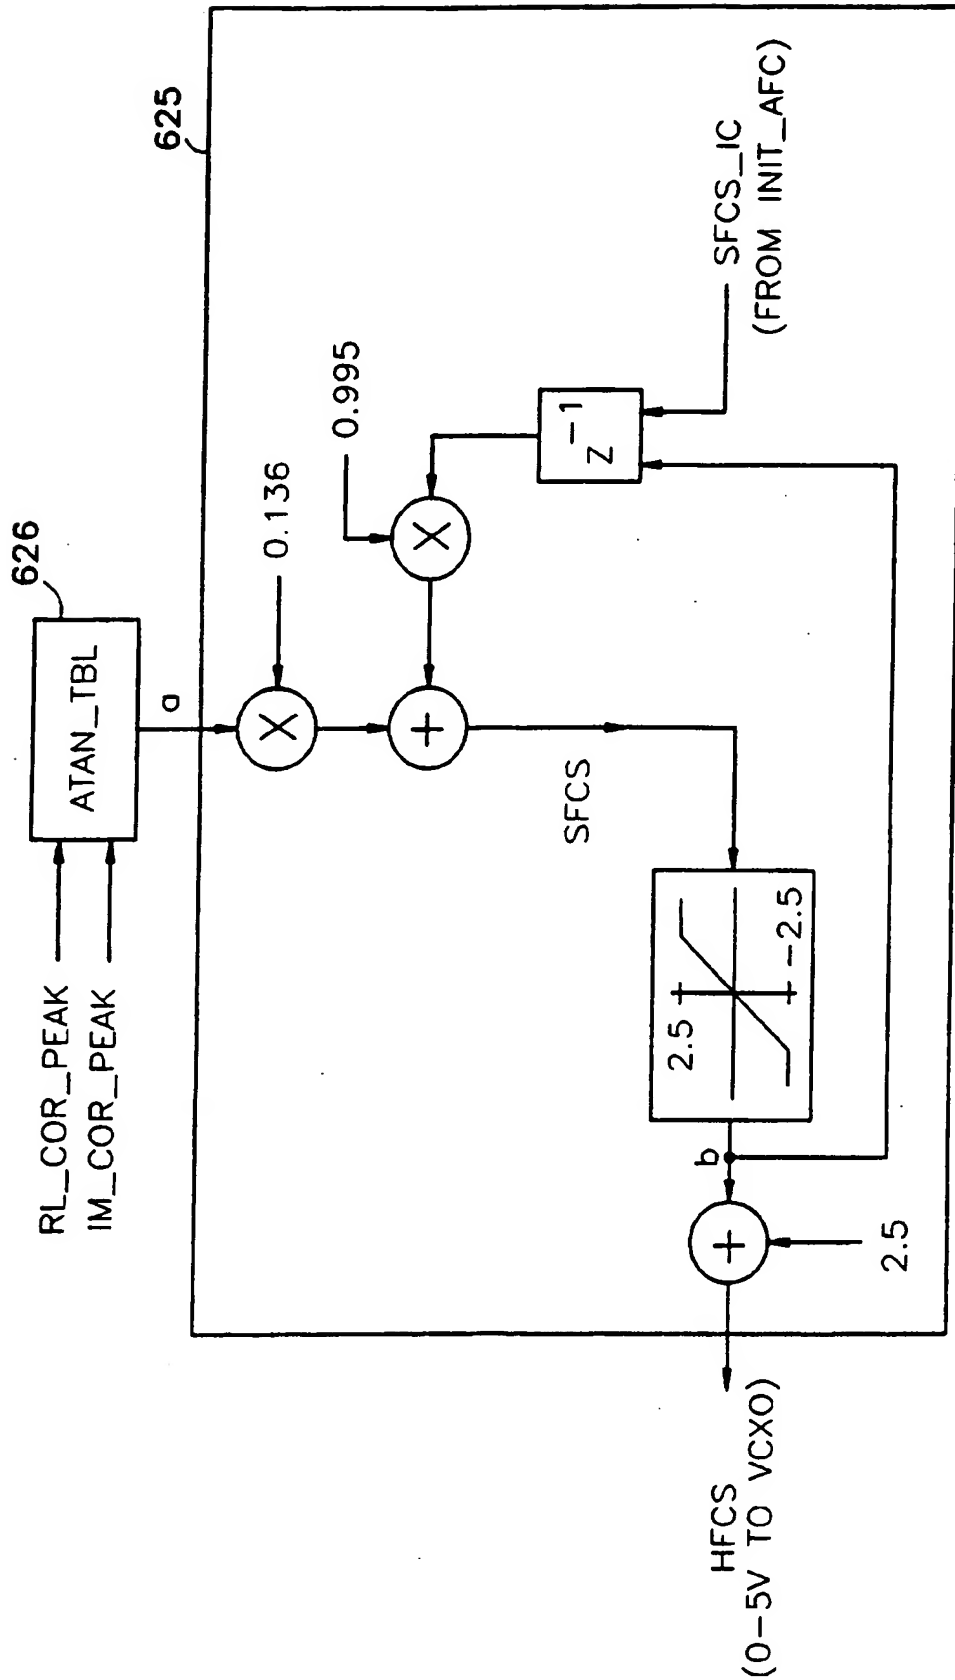 RL_COR_PEAK
IM_COR_PEAK
ATAN_TBL
626
a
625
0.136
0.995
Z
-1
SFCS_IC
(FROM INIT_AFC)
SFCS
2.5
-2.5
b
2.5
HFCS
(0-5V TO VCXO)